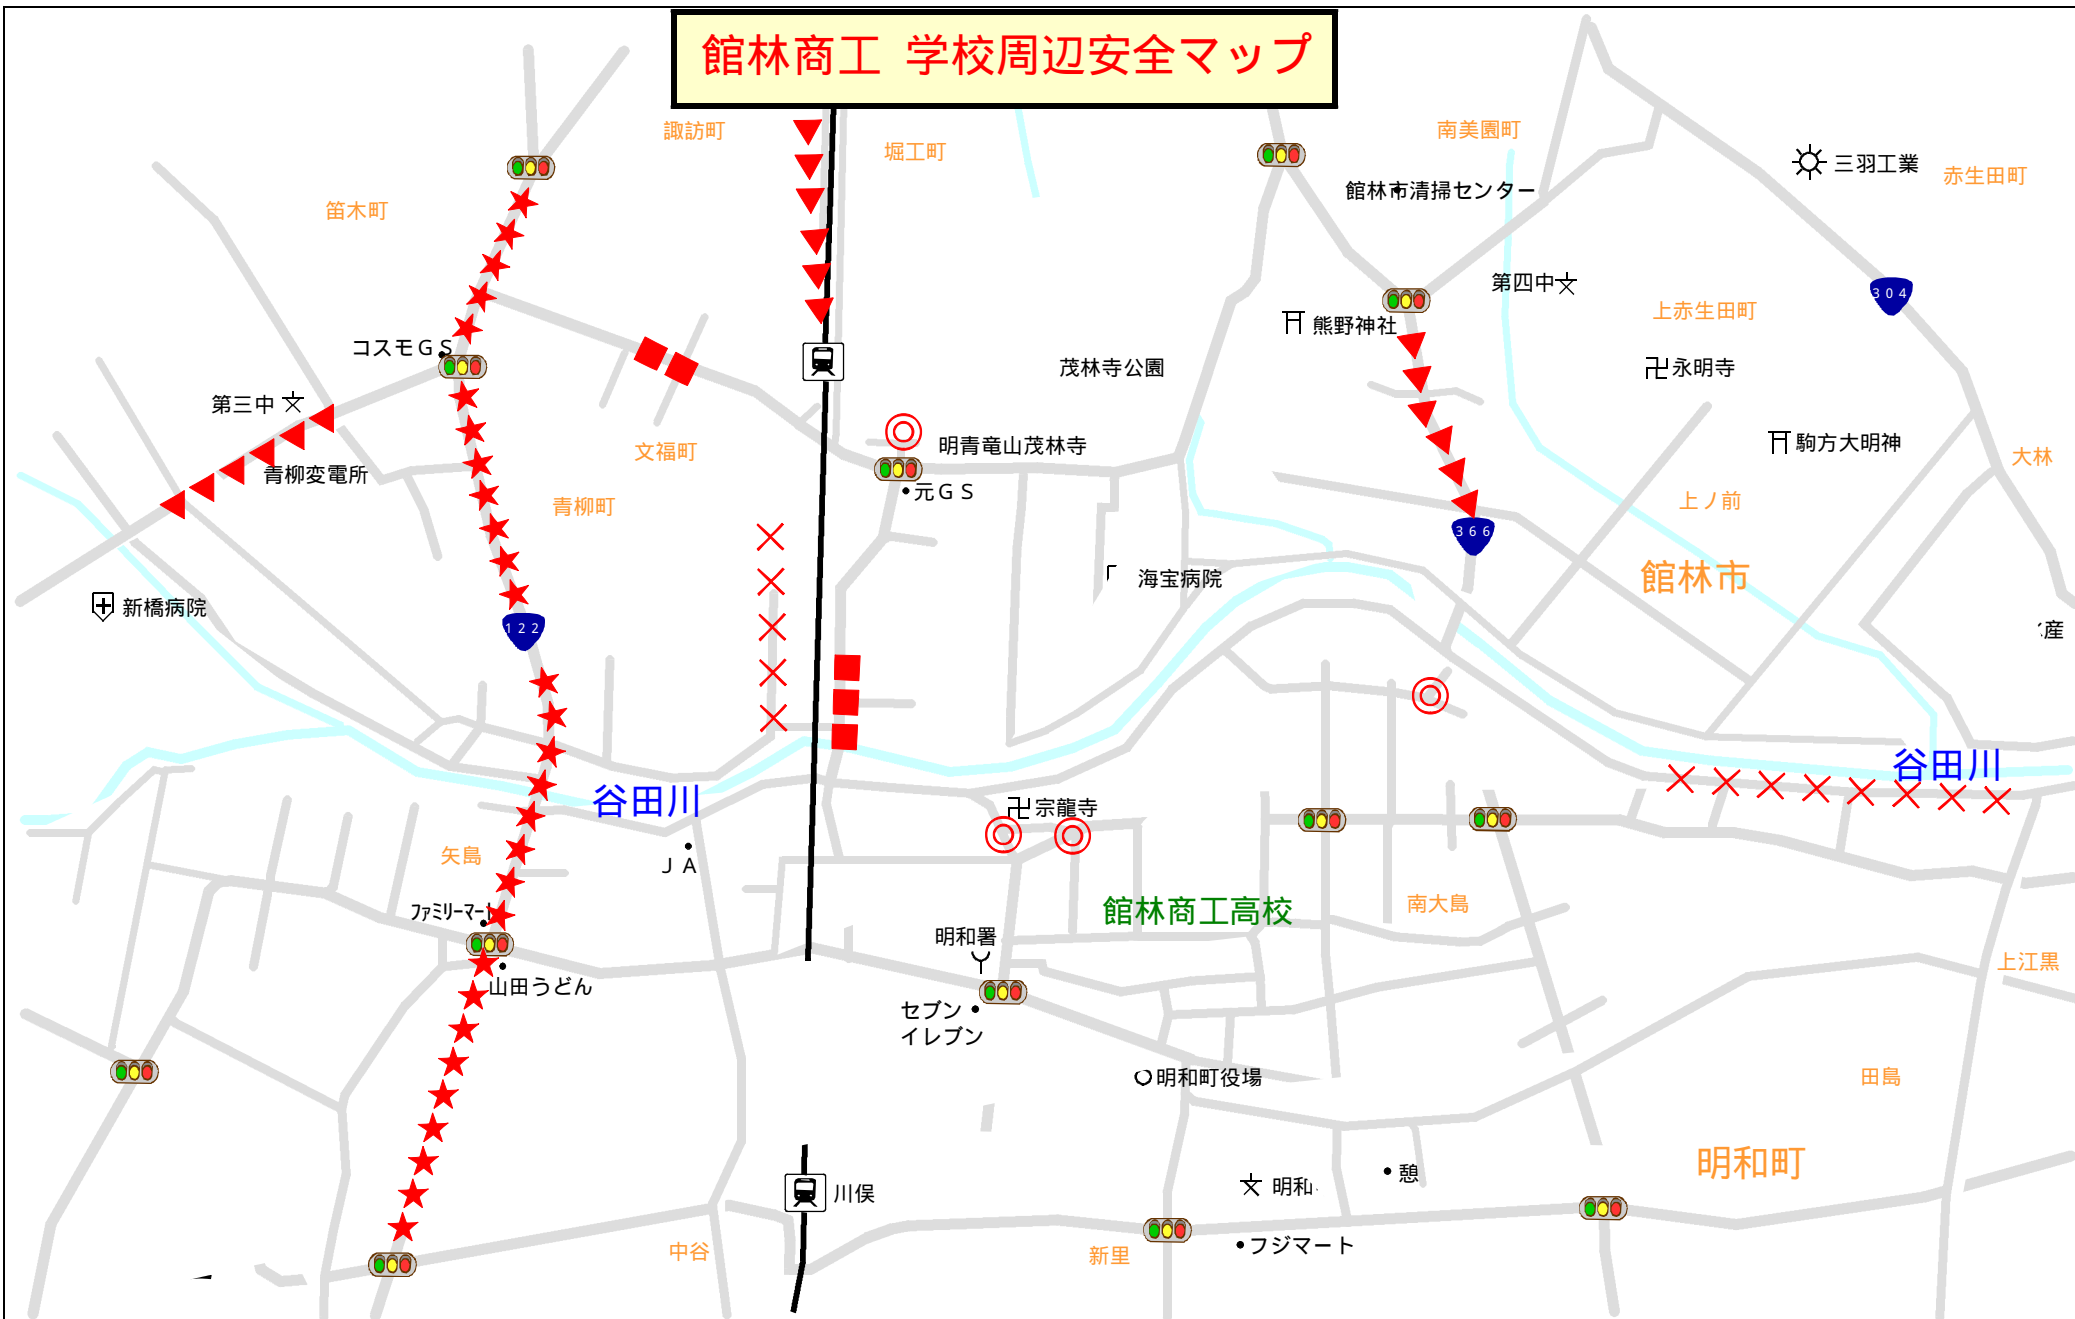 館林商工 学校周辺安全マップ
諏訪町
堀工町
南美園町
三羽工業
赤生田町
館林市清掃センター
笛木町
第四中
304
上赤生田町
熊野神社
コスモGS
茂林寺公園
永明寺
第三中
明青竜山茂林寺
駒方大明神
文福町
大林
青柳変電所
元GS
上ノ前
青柳町
366
館林市
海宝病院
新橋病院
122
産
谷田川
谷田川
宗龍寺
矢島
JA
ファミリーマート
館林商工高校
南大島
明和署
上江黒
山田うどん
セブン
イレブン
明和町役場
田島
明和町
憩
明和
川俣
中谷
新里
フジマート